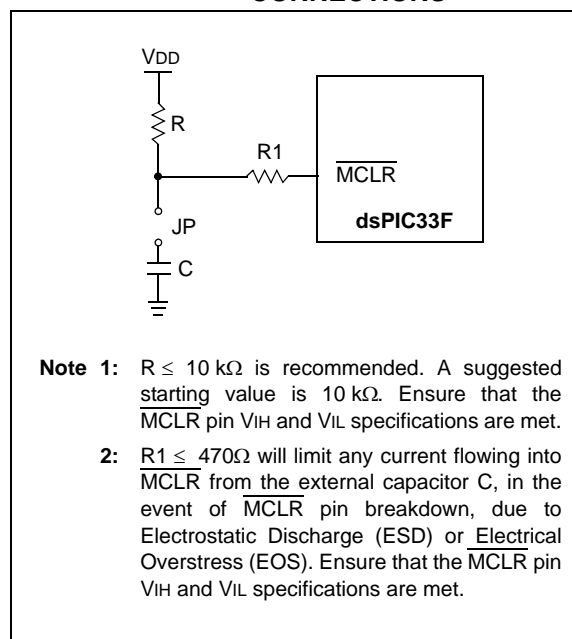 VDD
R
R1
MCLR
dsPIC33F
JP
C
Note 1: R ≤ 10 kΩ is recommended. A suggested
starting value is 10 kΩ. Ensure that the
MCLR pin VIH and VIL specifications are met.
2: R1 ≤ 470Ω will limit any current flowing into
MCLR from the external capacitor C, in the
event of MCLR pin breakdown, due to
Electrostatic Discharge (ESD) or Electrical
Overstress (EOS). Ensure that the MCLR pin
VIH and VIL specifications are met.